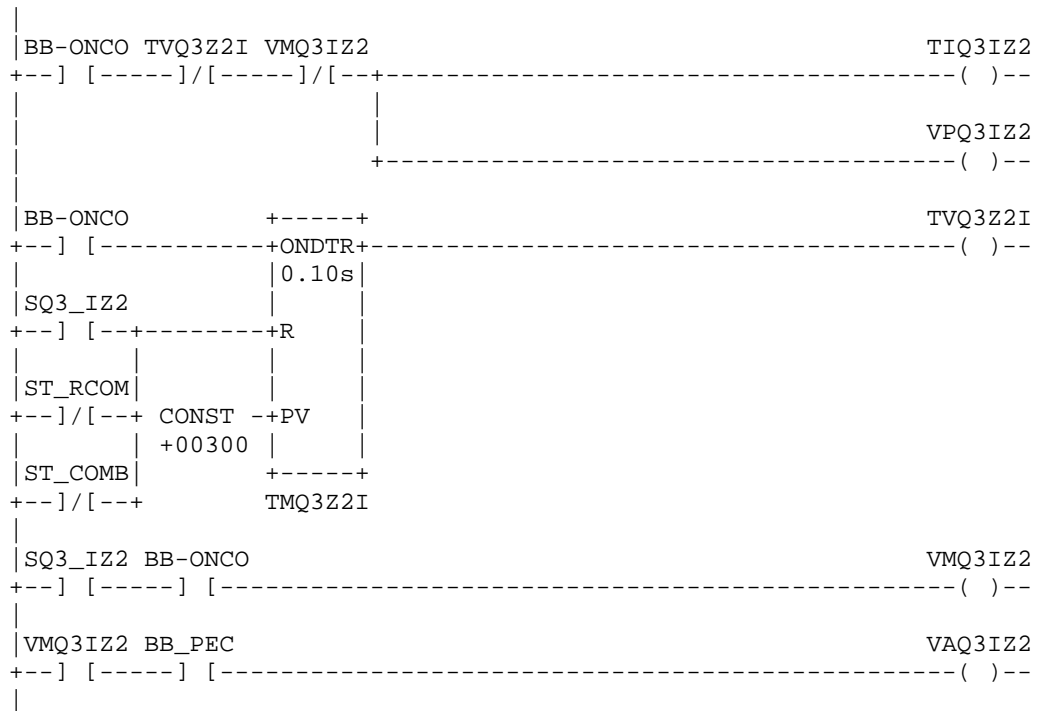 |
|BB-ONCO TVQ3Z2I VMQ3IZ2                                     TIQ3IZ2
+--] [-----]/[-----]/[--+--------------------------------------( )--
|                       |
|                       |                                    VPQ3IZ2
|                       +--------------------------------------( )--
|
|BB-ONCO         +-----+                                     TVQ3Z2I
+--] [-----------+ONDTR+---------------------------------------( )--
|                |0.10s|
|SQ3_IZ2         |     |
+--] [--+--------+R    |
|       |        |     |
|ST_RCOM|        |     |
+--]/[--+ CONST -+PV   |
|       | +00300 |     |
|ST_COMB|        +-----+
+--]/[--+        TMQ3Z2I
|
|SQ3_IZ2 BB-ONCO                                             VMQ3IZ2
+--] [-----] [-------------------------------------------------( )--
|
|VMQ3IZ2 BB_PEC                                              VAQ3IZ2
+--] [-----] [-------------------------------------------------( )--
|